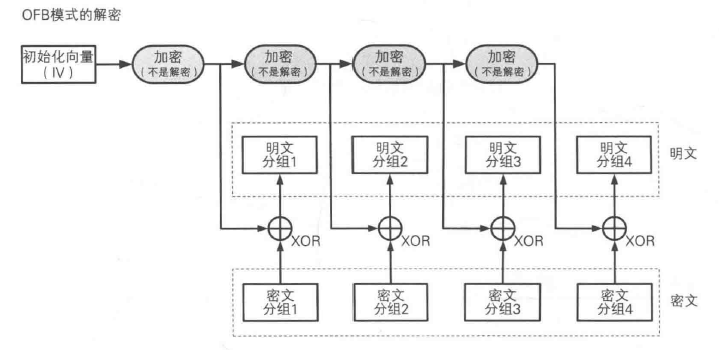 OFB模式的解密
初始化向量
（IV）
加密
（不是解密）
加密
（不是解密）
加密
（不是解密）
加密
（不是解密）
明文
分组1
明文
分组2
明文
分组3
明文
分组4
明文
XOR
XOR
XOR
XOR
密文
分组1
密文
分组2
密文
分组3
密文
分组4
密文